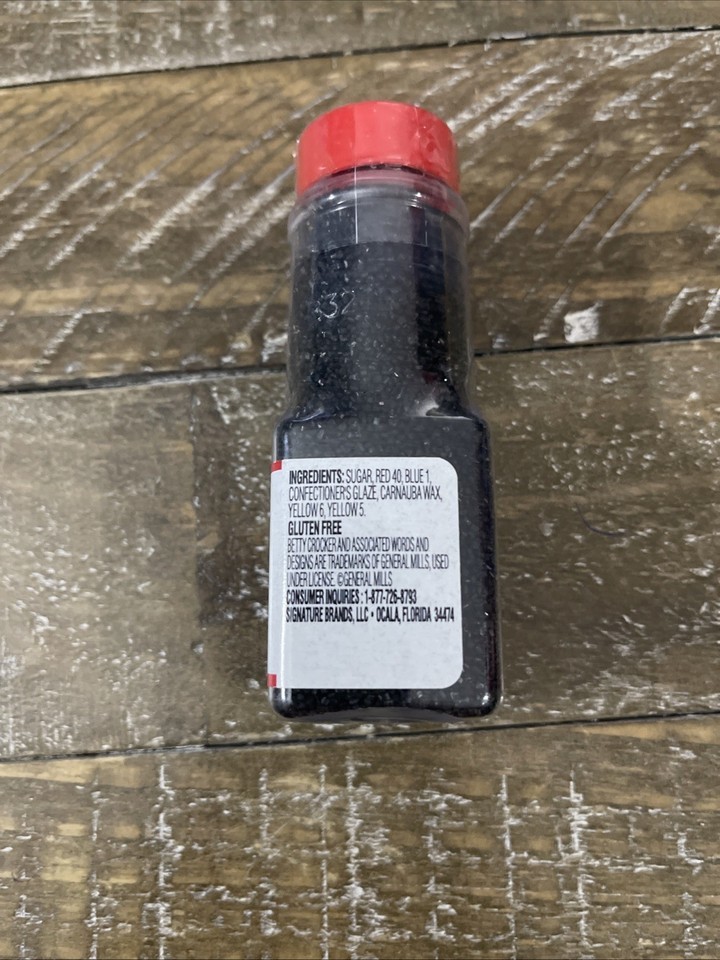 32
INGREDIENTS: SUGAR, RED 40, BLUE 1,
CONFECTIONER'S GLAZE, CARNAUBA WAX,
YELLOW 6, YELLOW 5.
GLUTEN FREE
BETTY CROCKER AND ASSOCIATED WORDS AND
DESIGNS ARE TRADEMARKS OF GENERAL MILLS, USED
UNDER LICENSE. ©GENERAL MILLS
CONSUMER INQUIRIES: 1-877-726-8793
SIGNATURE BRANDS, LLC • OCALA, FLORIDA 34474